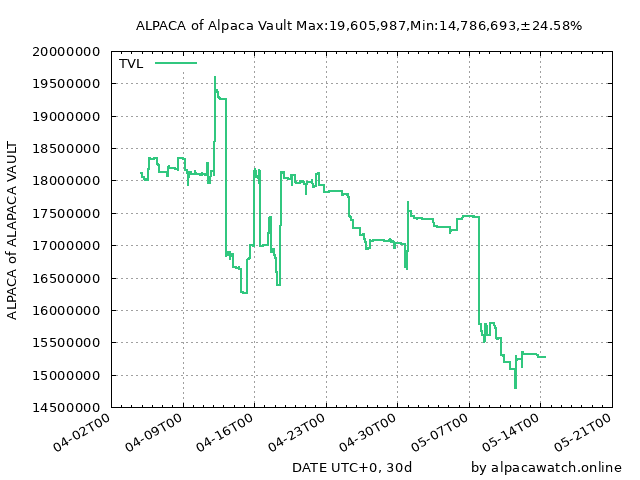 ALPACA of Alpaca Vault Max:19,605,987,Min:14,786,693,±24.58%
TVL
20000000
19500000
19000000
18500000
18000000
17500000
17000000
16500000
16000000
15500000
15000000
14500000
ALPACA of ALAPACA VAULT
04-02T00
04-09T00
04-16T00
04-23T00
04-30T00
05-07T00
05-14T00
05-21T00
DATE UTC+0, 30d
by alpacawatch.online